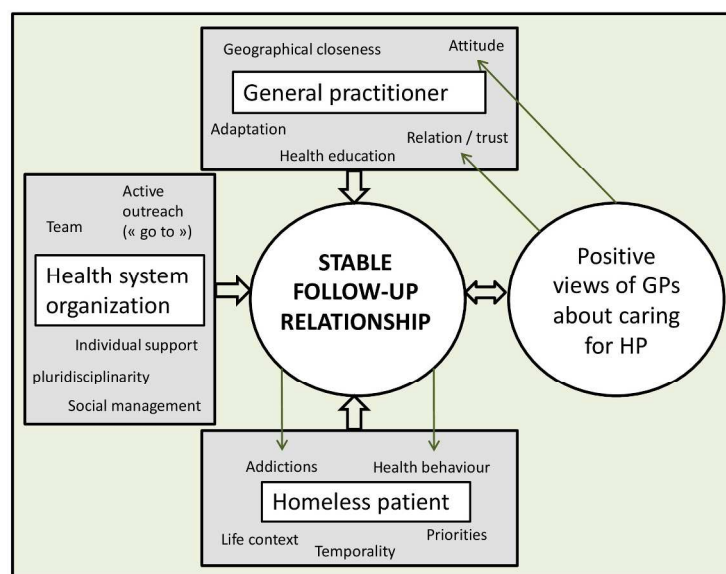 Geographical closeness
Attitude
General practitioner
Adaptation
Relation / trust
Health education
Active
outreach
(« go to »)
Team
Health system
organization
Individual support
pluridisciplinarity
Social management
STABLE
FOLLOW-UP
RELATIONSHIP
Positive
views of GPs
about caring
for HP
Addictions
Health behaviour
Homeless patient
Life context
Temporality
Priorities